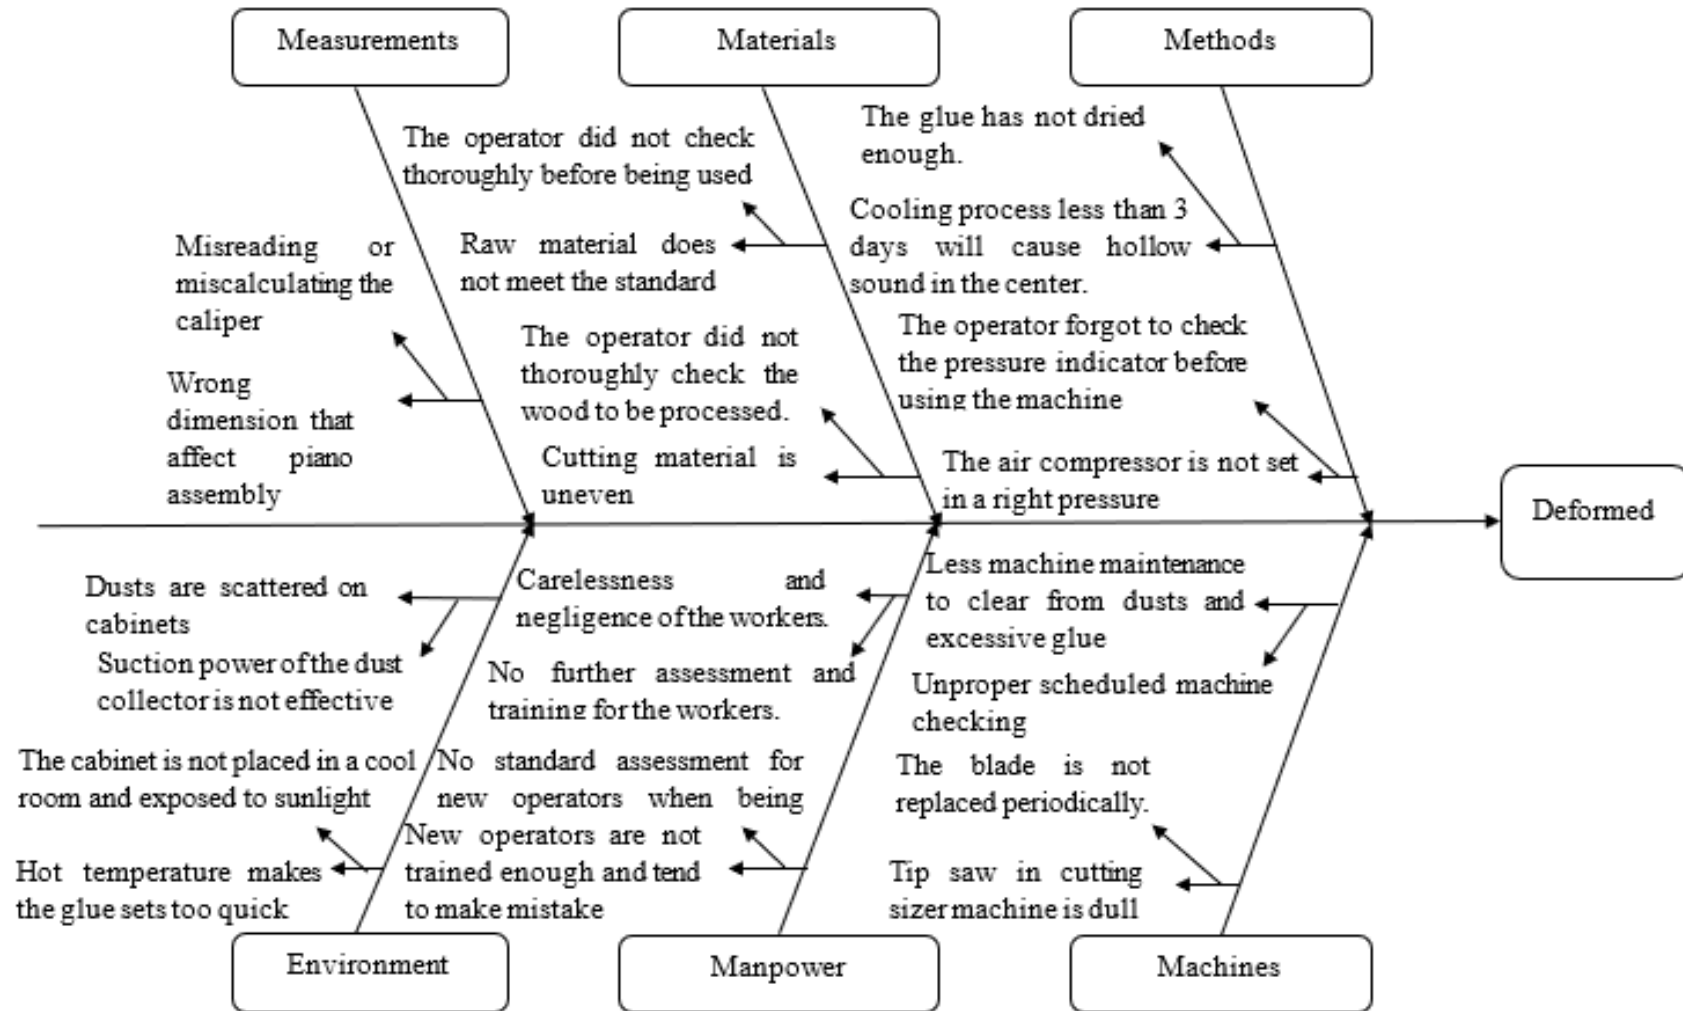 Measurements
Materials
Methods
The operator did not check
thoroughly before being used
Raw material does
not meet the standard
The glue has not dried
enough.
Cooling process less than 3
days will cause hollow
sound in the center.
Misreading or
miscalculating the
caliper
Wrong
dimension that
affect piano
assembly
The operator did not
thoroughly check the
wood to be processed.
Cutting material is
uneven
The operator forgot to check
the pressure indicator before
using the machine
The air compressor is not set
in a right pressure
Deformed
Dusts are scattered on
cabinets
Suction power of the dust
collector is not effective
The cabinet is not placed in a cool
room and exposed to sunlight
Hot temperature makes
the glue sets too quick
Carelessness and
negligence of the workers.
No further assessment and
training for the workers.
No standard assessment for
new operators when being
New operators are not
trained enough and tend
to make mistake
Less machine maintenance
to clear from dusts and
excessive glue
Unproper scheduled machine
checking
The blade is not
replaced periodically.
Tip saw in cutting
sizer machine is dull
Environment
Manpower
Machines